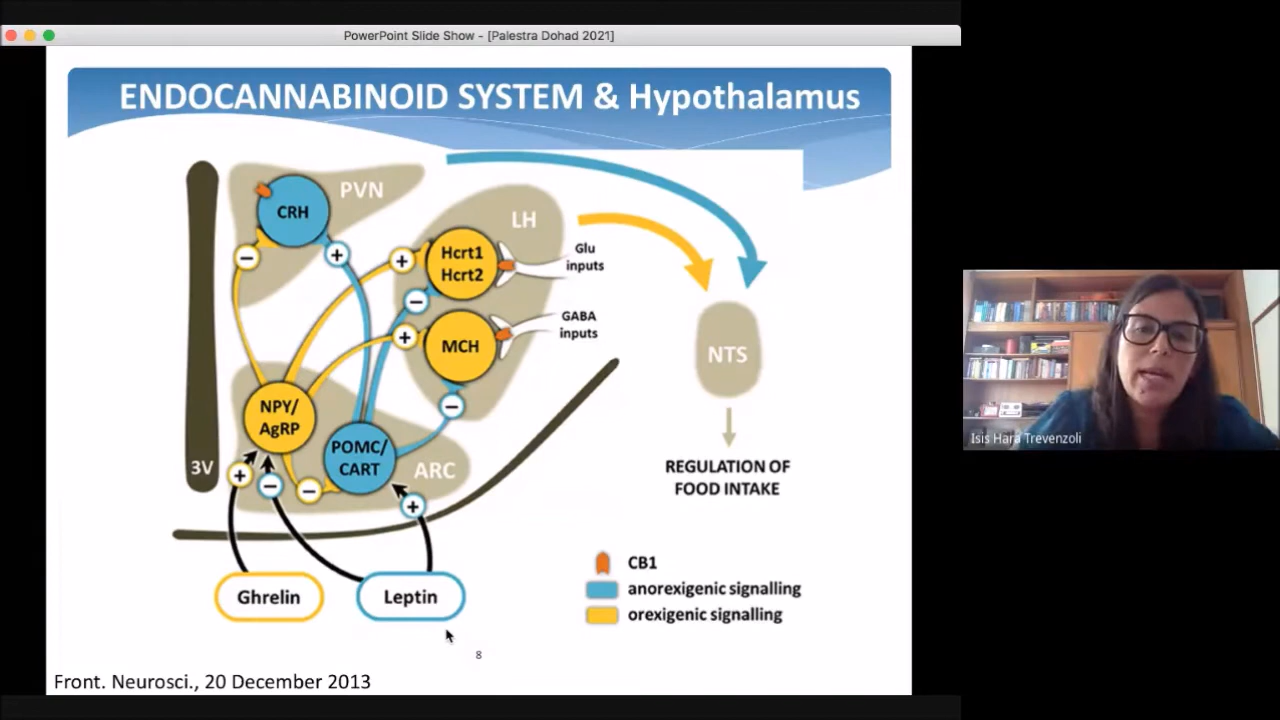 PowerPoint Slide Show - [Palestra Dohad 2021]
ENDOCANNABINOID SYSTEM & Hypothalamus
PVN
CRH
LH
Hcrt1
Hcrt2
Glu
inputs
GABA
inputs
MCH
NTS
NPY/
AgRP
POMC/
CART
ARC
3V
REGULATION OF
FOOD INTAKE
Ghrelin
Leptin
CB1
anorexigenic signalling
orexigenic signalling
8
Front. Neurosci., 20 December 2013
Isis Hara Trevenzoli